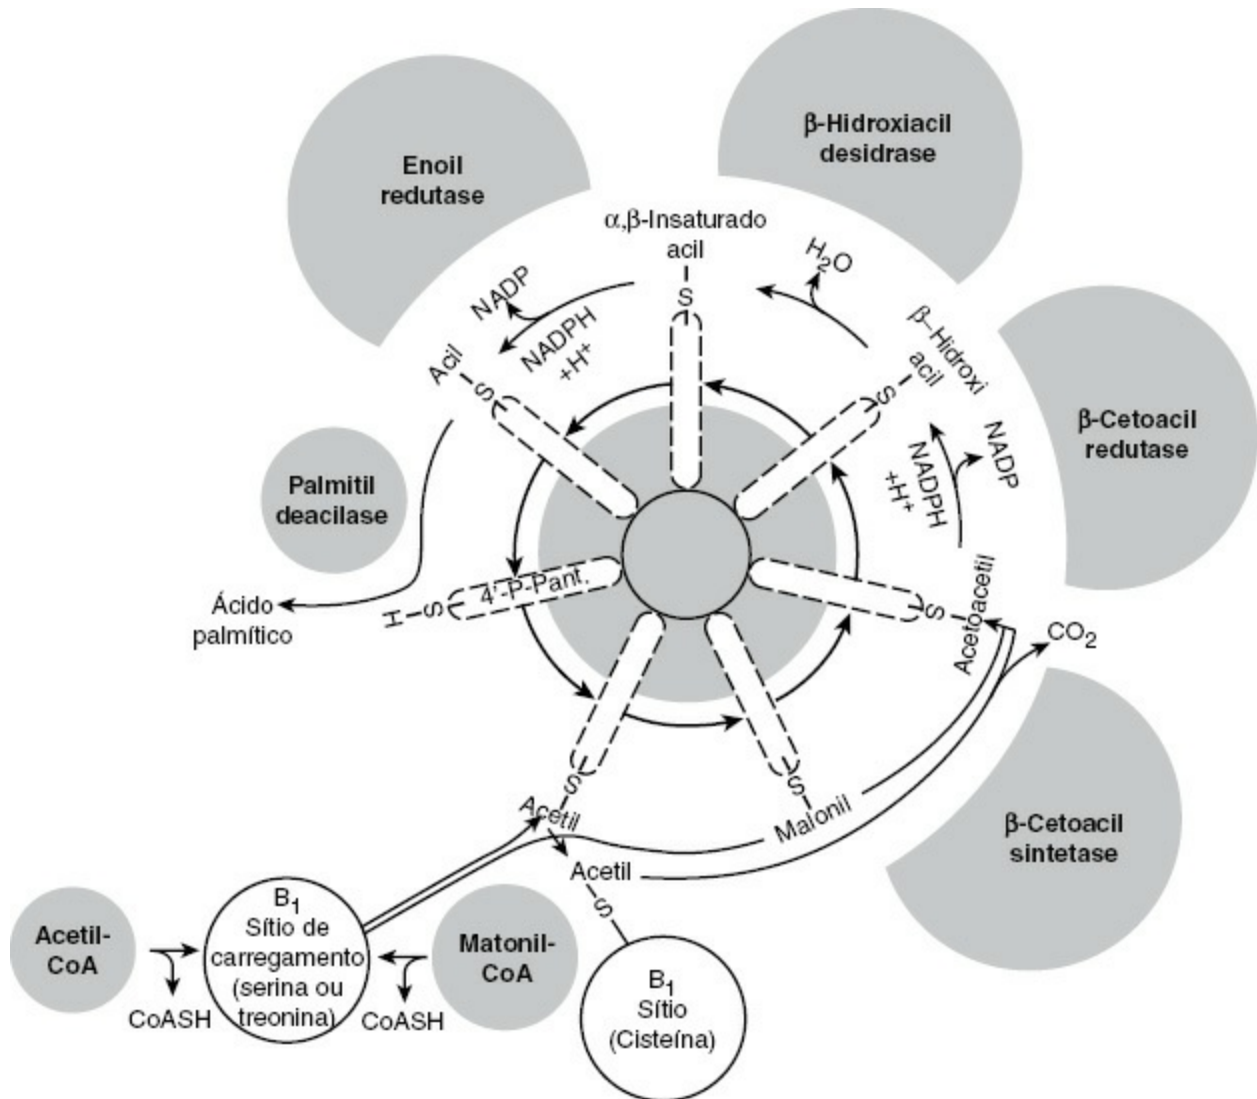 β-Hidroxiacil
desidrase
Enoil
redutase
α,β-Insaturado
acil
S
H₂O
NADP
NADPH
+H⁺
Acil
S
β-Hidroxi
acil
S
NADP
NADPH
+H⁺
β-Cetoacil
redutase
Palmitil
deacilase
4'-P-Pant.
S
H
Ácido
palmítico
S
Acetoacetil
CO₂
S
Acetil
S
Malonil
β-Cetoacil
sintetase
Acetil
S
Acetil-
CoA
CoASH
B₁
Sítio de
carregamento
(serina ou
treonina)
Matonil-
CoA
CoASH
B₁
Sítio
(Cisteína)